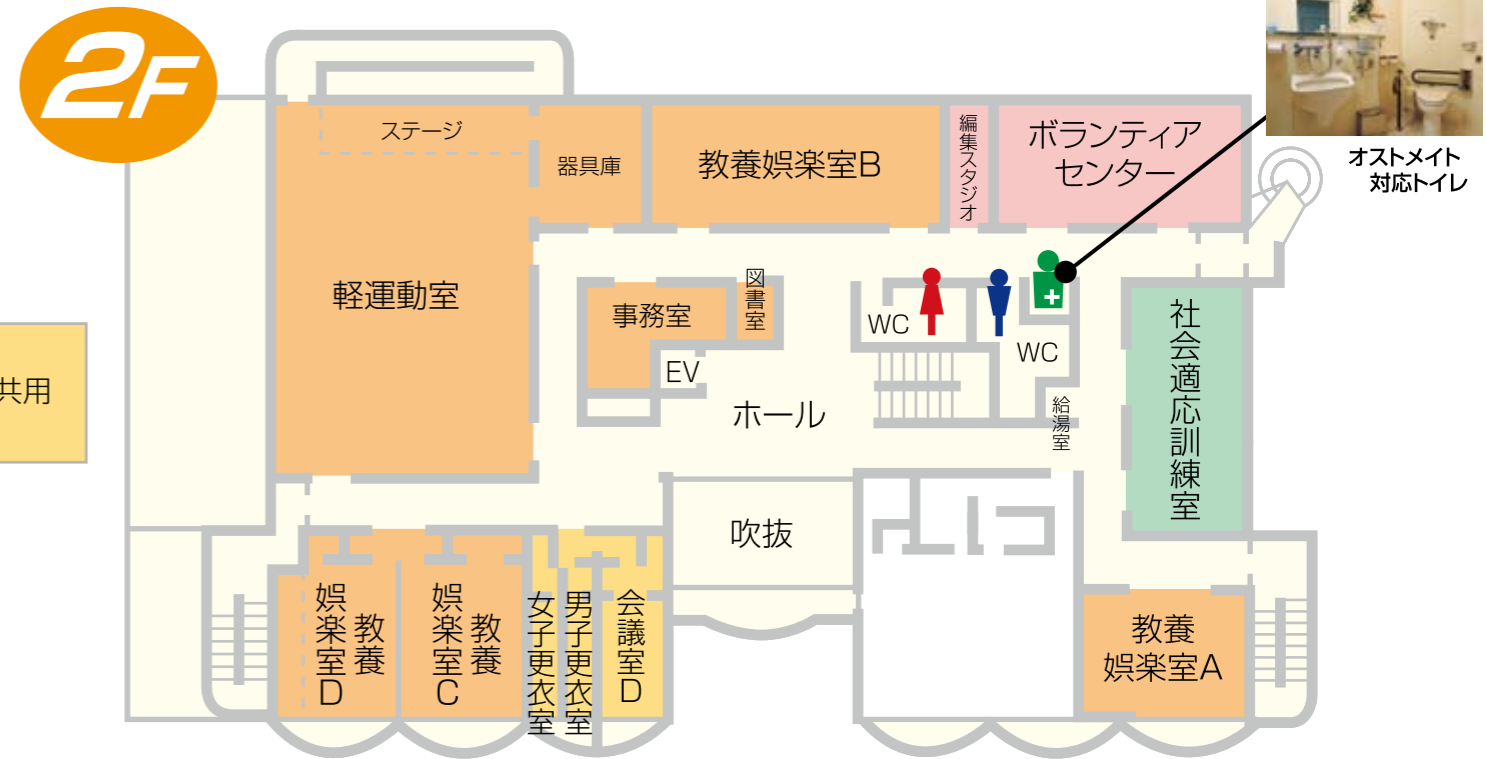 2F
ステージ
器具庫
教養娯楽室B
編集スタジオ
ボランティア
センター
オストメイト
対応トイレ
軽運動室
事務室
図書室
WC
WC
EV
ホール
給湯室
社会適応訓練室
共用
吹抜
教養
娯楽室D
教養
娯楽室C
女子更衣室
男子更衣室
会議室D
教養
娯楽室A